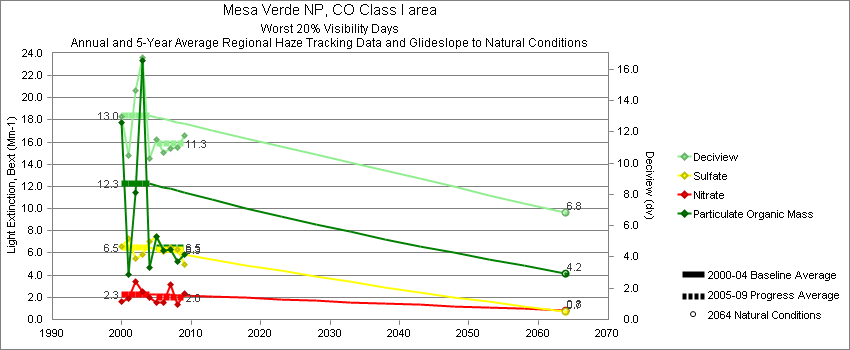 Mesa Verde NP, CO Class I area
Worst 20% Visibility Days
Annual and 5-Year Average Regional Haze Tracking Data and Glideslope to Natural Conditions
24.0
22.0
20.0
18.0
16.0
14.0
12.0
10.0
8.0
6.0
4.0
2.0
0.0
Light Extinction, Bext (Mm-1)
13.0
12.3
6.5
2.3
11.3
6.5
2.0
6.8
4.2
16.0
14.0
12.0
10.0
8.0
6.0
4.0
2.0
0.0
Deciview (dv)
1990 2000 2010 2020 2030 2040 2050 2060 2070
Deciview
Sulfate
Nitrate
Particulate Organic Mass
2000-04 Baseline Average
2005-09 Progress Average
2064 Natural Conditions